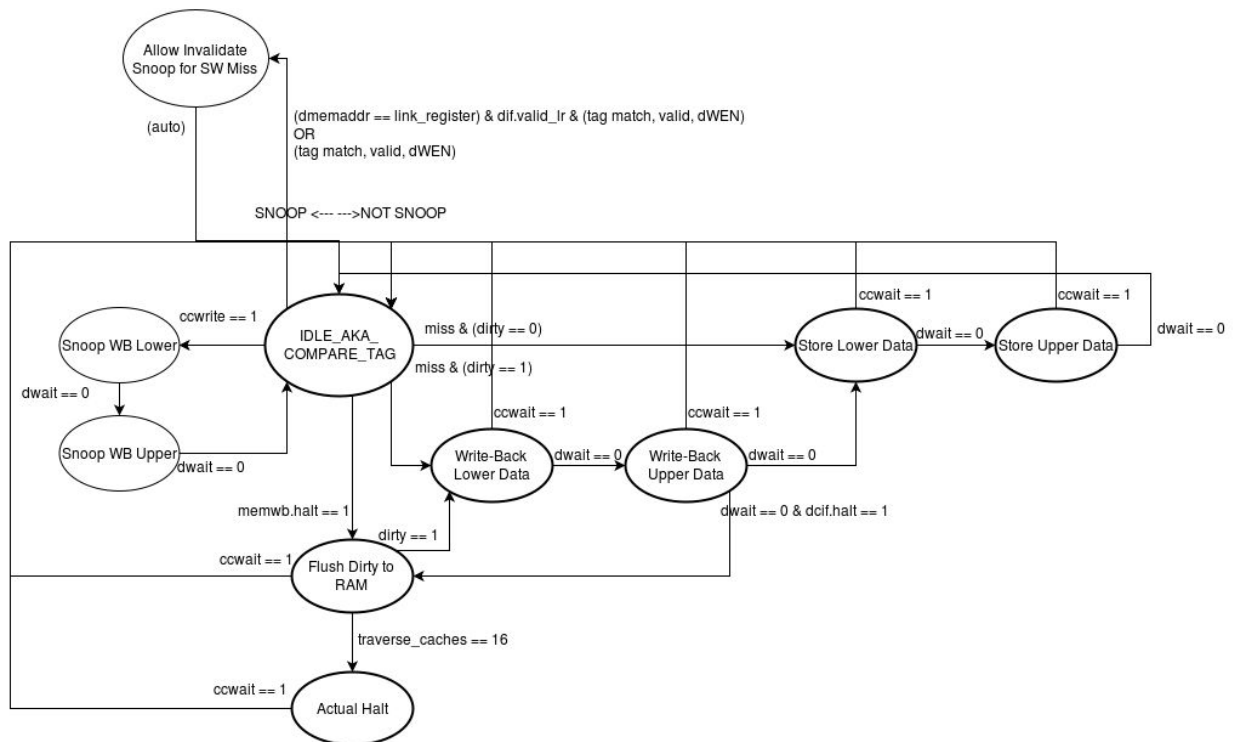 Allow Invalidate
Snoop for SW Miss
(auto)
(dmemaddr == link_register) & dif.valid_lr & (tag match, valid, dWEN)
OR
(tag match, valid, dWEN)
SNOOP <--- --->NOT SNOOP
ccwrite == 1
Snoop WB Lower
IDLE_AKA_
COMPARE_TAG
miss & (dirty == 0)
miss & (dirty == 1)
ccwait == 1
Store Lower Data
dwait == 0
ccwait == 1
Store Upper Data
dwait == 0
dwait == 0
Snoop WB Upper
dwait == 0
ccwait == 1
Write-Back
Lower Data
dwait == 0
ccwait == 1
Write-Back
Upper Data
dwait == 0
dwait == 0 & dcif.halt == 1
memwb.halt == 1
dirty == 1
ccwait == 1
Flush Dirty to
RAM
traverse_caches == 16
ccwait == 1
Actual Halt